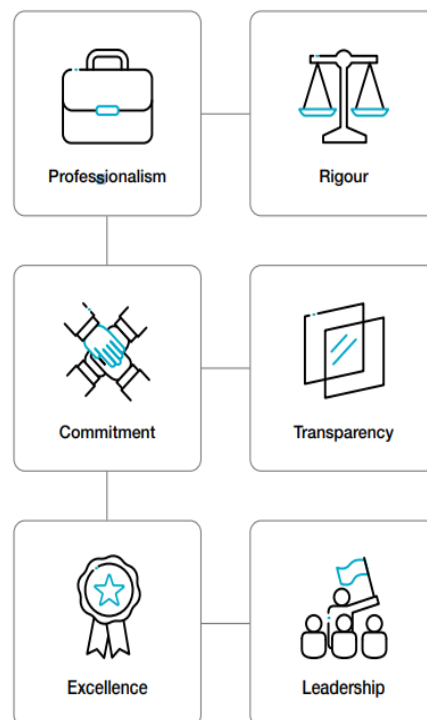 Professionalism
Rigour
Commitment
Transparency
Excellence
Leadership